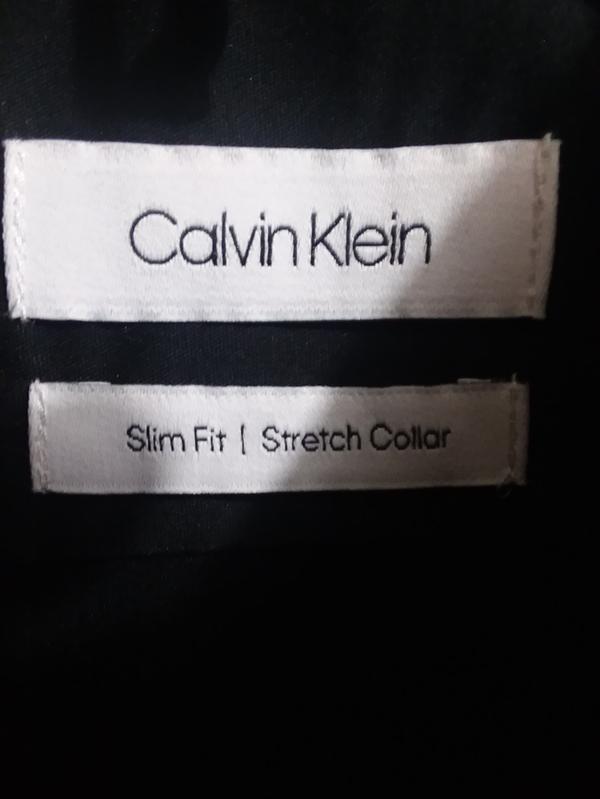 Calvin Klein
Slim Fit | Stretch Collar